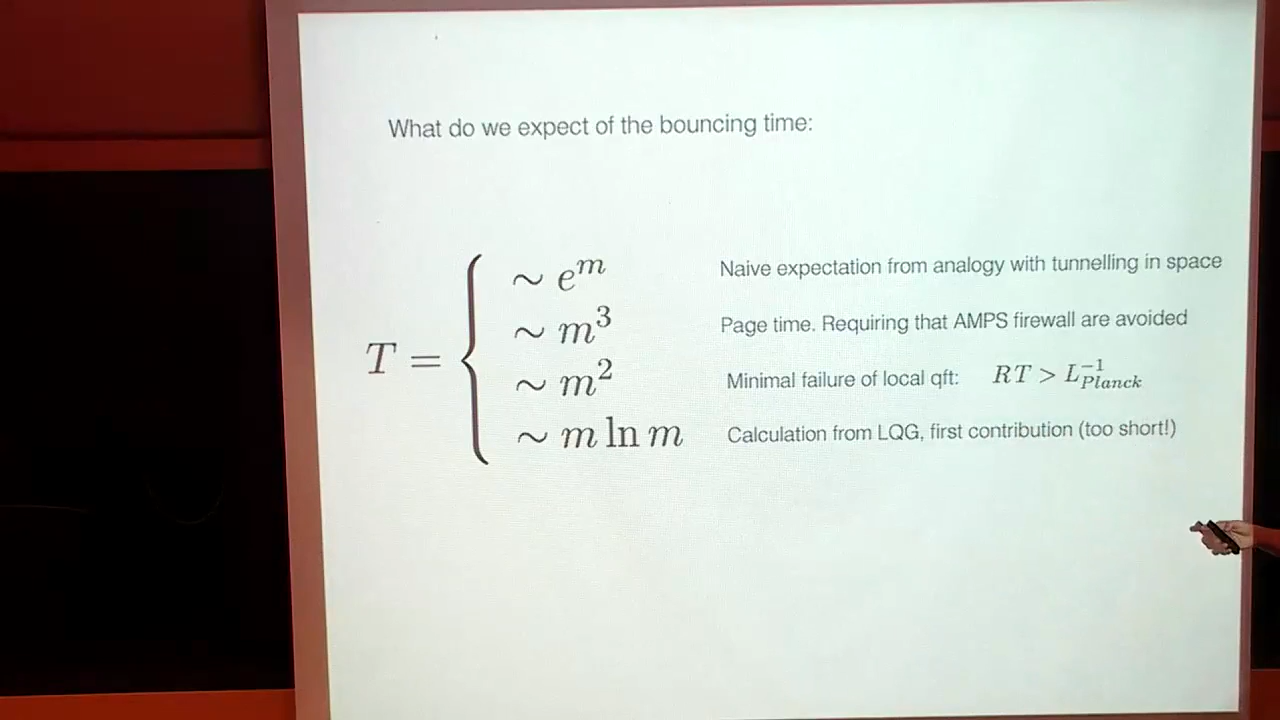 What do we expect of the bouncing time:
T = { ∼ e^m Naive expectation from analogy with tunnelling in space
∼ m^3 Page time. Requiring that AMPS firewall are avoided
∼ m^2 Minimal failure of local qft: RT > L_{Planck}^{-1}
∼ m ln m Calculation from LQG, first contribution (too short!)